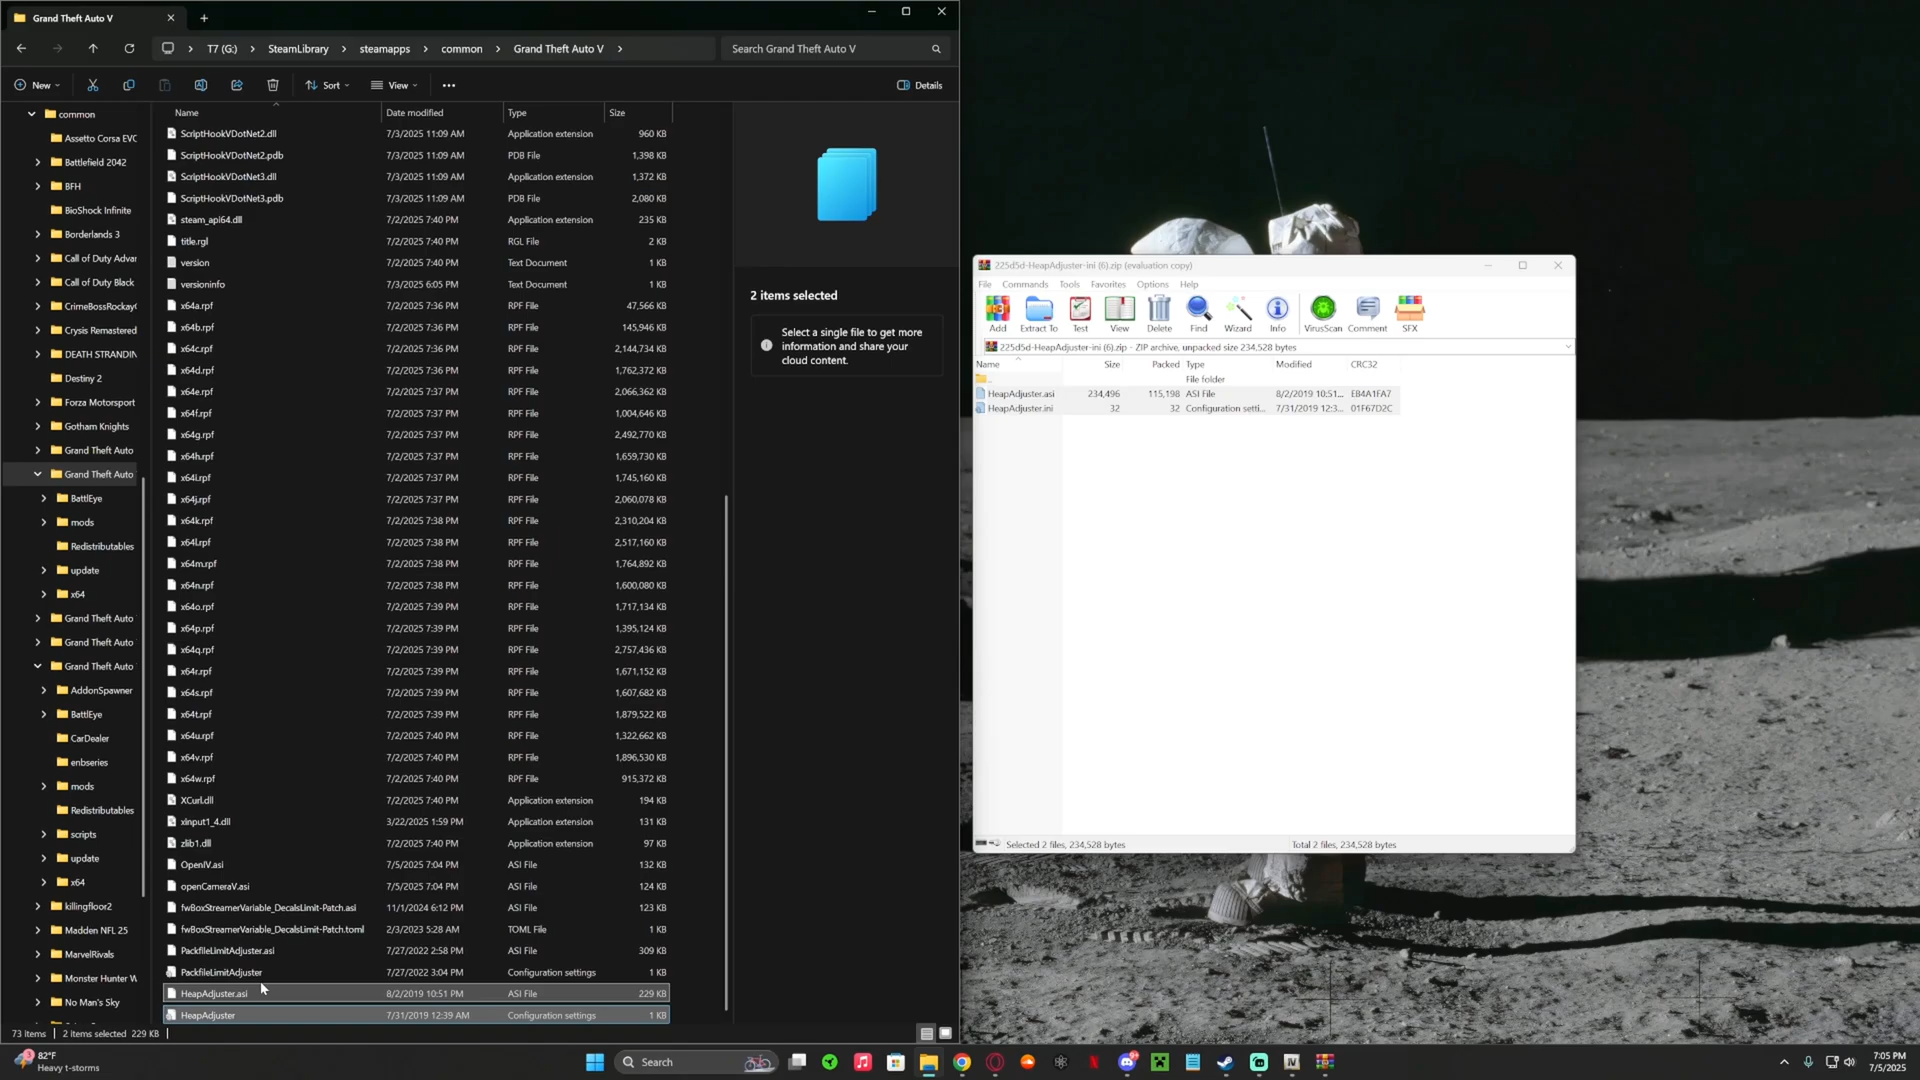 Grand Theft Auto V
T7 (G:) SteamLibrary steamapps common Grand Theft Auto V
Search Grand Theft Auto V
New Sort View Details
common
Assetto Corsa EVC
Battlefield 2042
BFH
BioShock Infinite
Borderlands 3
Call of Duty Advar
Call of Duty Black
CrimeBossRockay
Crysis Remastered
DEATH STRANDIN
Destiny 2
Forza Motorsport
Gotham Knights
Grand Theft Auto
Grand Theft Auto
BattlEye
mods
Redistributables
update
x64
Grand Theft Auto
Grand Theft Auto
Grand Theft Auto
AddonSpawner
BattlEye
CarDealer
enbseries
mods
Redistributables
scripts
update
x64
killingfloor2
Madden NFL 25
MarvelRivals
Monster Hunter W
No Man's Sky
Name Date modified Type Size
ScriptHookVDotNet2.dll 7/3/2025 11:09 AM Application extension 960 KB
ScriptHookVDotNet2.pdb 7/3/2025 11:09 AM PDB File 1,398 KB
ScriptHookVDotNet3.dll 7/3/2025 11:09 AM Application extension 1,372 KB
ScriptHookVDotNet3.pdb 7/3/2025 11:09 AM PDB File 2,080 KB
steam_api64.dll 7/2/2025 7:40 PM Application extension 235 KB
title.rgl 7/2/2025 7:40 PM RGL File 2 KB
version 7/2/2025 7:40 PM Text Document 1 KB
versioninfo 7/3/2025 6:05 PM Text Document 1 KB
x64a.rpf 7/2/2025 7:36 PM RPF File 47,566 KB
x64b.rpf 7/2/2025 7:36 PM RPF File 145,946 KB
x64c.rpf 7/2/2025 7:36 PM RPF File 2,144,734 KB
x64d.rpf 7/2/2025 7:36 PM RPF File 1,762,372 KB
x64e.rpf 7/2/2025 7:37 PM RPF File 2,066,362 KB
x64f.rpf 7/2/2025 7:37 PM RPF File 1,004,646 KB
x64g.rpf 7/2/2025 7:37 PM RPF File 2,492,770 KB
x64h.rpf 7/2/2025 7:37 PM RPF File 1,659,730 KB
x64i.rpf 7/2/2025 7:37 PM RPF File 1,745,160 KB
x64j.rpf 7/2/2025 7:37 PM RPF File 2,060,078 KB
x64k.rpf 7/2/2025 7:38 PM RPF File 2,310,204 KB
x64l.rpf 7/2/2025 7:38 PM RPF File 2,517,160 KB
x64m.rpf 7/2/2025 7:38 PM RPF File 1,764,892 KB
x64n.rpf 7/2/2025 7:38 PM RPF File 1,600,080 KB
x64o.rpf 7/2/2025 7:39 PM RPF File 1,717,134 KB
x64p.rpf 7/2/2025 7:39 PM RPF File 1,395,124 KB
x64q.rpf 7/2/2025 7:39 PM RPF File 2,757,436 KB
x64r.rpf 7/2/2025 7:39 PM RPF File 1,671,152 KB
x64s.rpf 7/2/2025 7:39 PM RPF File 1,607,682 KB
x64t.rpf 7/2/2025 7:39 PM RPF File 1,879,522 KB
x64u.rpf 7/2/2025 7:40 PM RPF File 1,322,662 KB
x64v.rpf 7/2/2025 7:40 PM RPF File 1,896,530 KB
x64w.rpf 7/2/2025 7:40 PM RPF File 915,372 KB
XCurl.dll 7/2/2025 7:40 PM Application extension 194 KB
xinput1_4.dll 3/22/2025 1:59 PM Application extension 131 KB
zlib1.dll 7/2/2025 7:40 PM Application extension 97 KB
OpenIV.asi 7/5/2025 7:04 PM ASI File 132 KB
openCameraV.asi 7/5/2025 7:04 PM ASI File 124 KB
fwBoxStreamerVariable_DecalsLimit-Patch.asi 11/1/2024 6:12 PM ASI File 123 KB
fwBoxStreamerVariable_DecalsLimit-Patch.toml 2/3/2023 5:28 AM TOML File 1 KB
PackfileLimitAdjuster.asi 7/27/2022 2:58 PM ASI File 309 KB
PackfileLimitAdjuster 7/27/2022 3:04 PM Configuration settings 1 KB
HeapAdjuster.asi 8/2/2019 10:51 PM ASI File 229 KB
HeapAdjuster 7/31/2019 12:39 AM Configuration settings 1 KB
2 items selected
Select a single file to get more
information and share your
cloud content.
73 items 2 items selected 229 KB
225d5d-HeapAdjuster-ini (6).zip (evaluation copy)
File Commands Tools Favorites Options Help
Add Extract To Test View Delete Find Wizard Info VirusScan Comment SFX
225d5d-HeapAdjuster-ini (6).zip - ZIP archive, unpacked size 234,528 bytes
Name Size Packed Type Modified CRC32
.. File folder
HeapAdjuster.asi 234,496 115,198 ASI File 8/2/2019 10:51... EB4A1FA7
HeapAdjuster.ini 32 32 Configuration setti... 7/31/2019 12:3... 01F67D2C
Selected 2 files, 234,528 bytes Total 2 files, 234,528 bytes
82°F
Heavy t-storms
Search
7:05 PM
7/5/2025